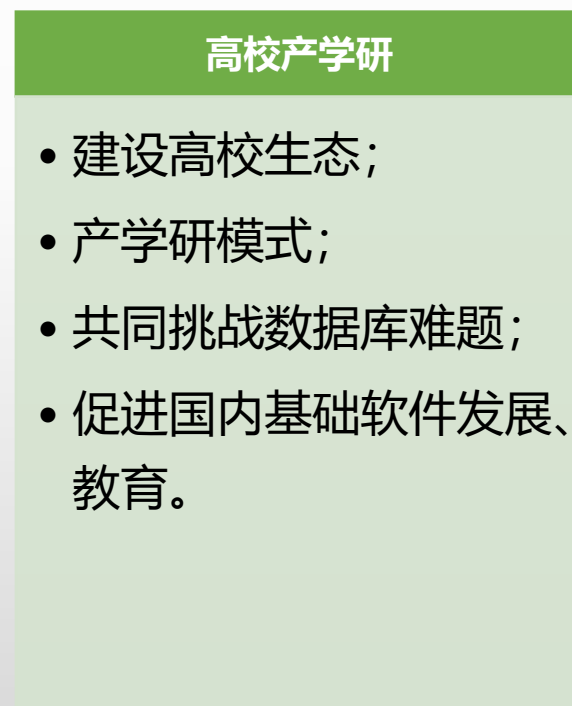 高校产学研
• 建设高校生态；
• 产学研模式；
• 共同挑战数据库难题；
• 促进国内基础软件发展、
教育。